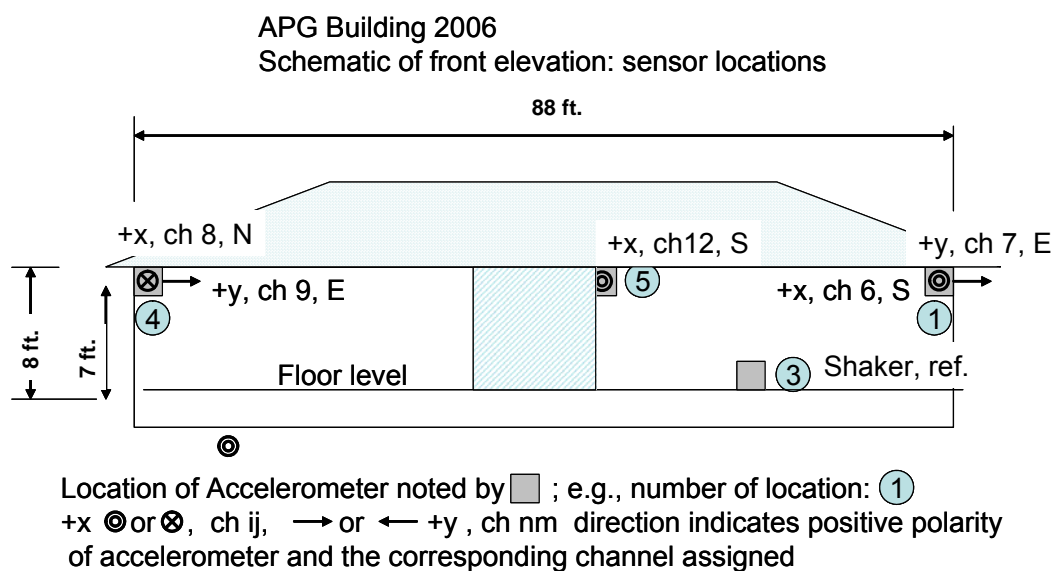 APG Building 2006
Schematic of front elevation: sensor locations
88 ft.
+x, ch 8, N
+x, ch12, S
+y, ch 7, E
+y, ch 9, E
5
+x, ch 6, S
4
1
8 ft.
7 ft.
Floor level
3
Shaker, ref.
Location of Accelerometer noted by ; e.g., number of location: 1
+x or , ch ij, → or ← +y , ch nm direction indicates positive polarity
of accelerometer and the corresponding channel assigned